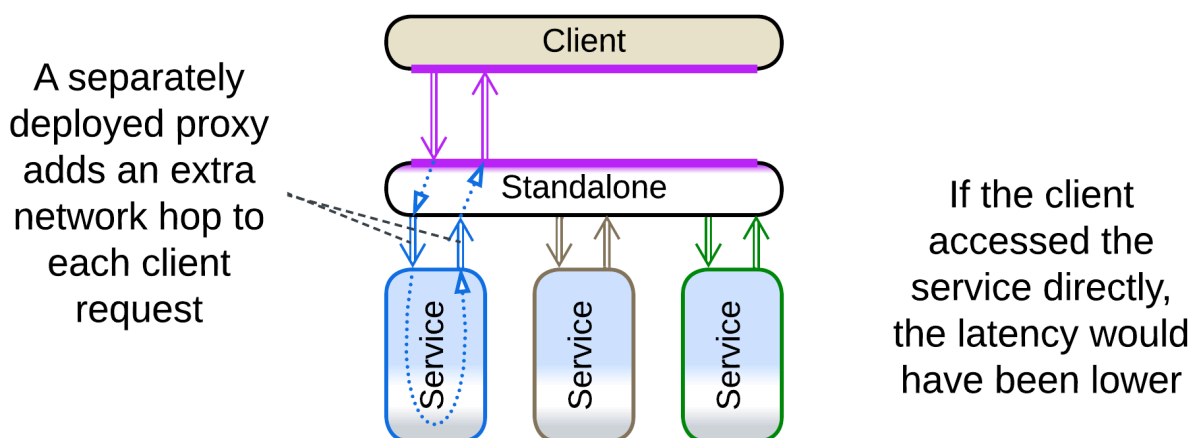 A separately
deployed proxy
adds an extra
network hop to
each client
request
Client
Standalone
Service
Service
Service
If the client
accessed the
service directly,
the latency would
have been lower